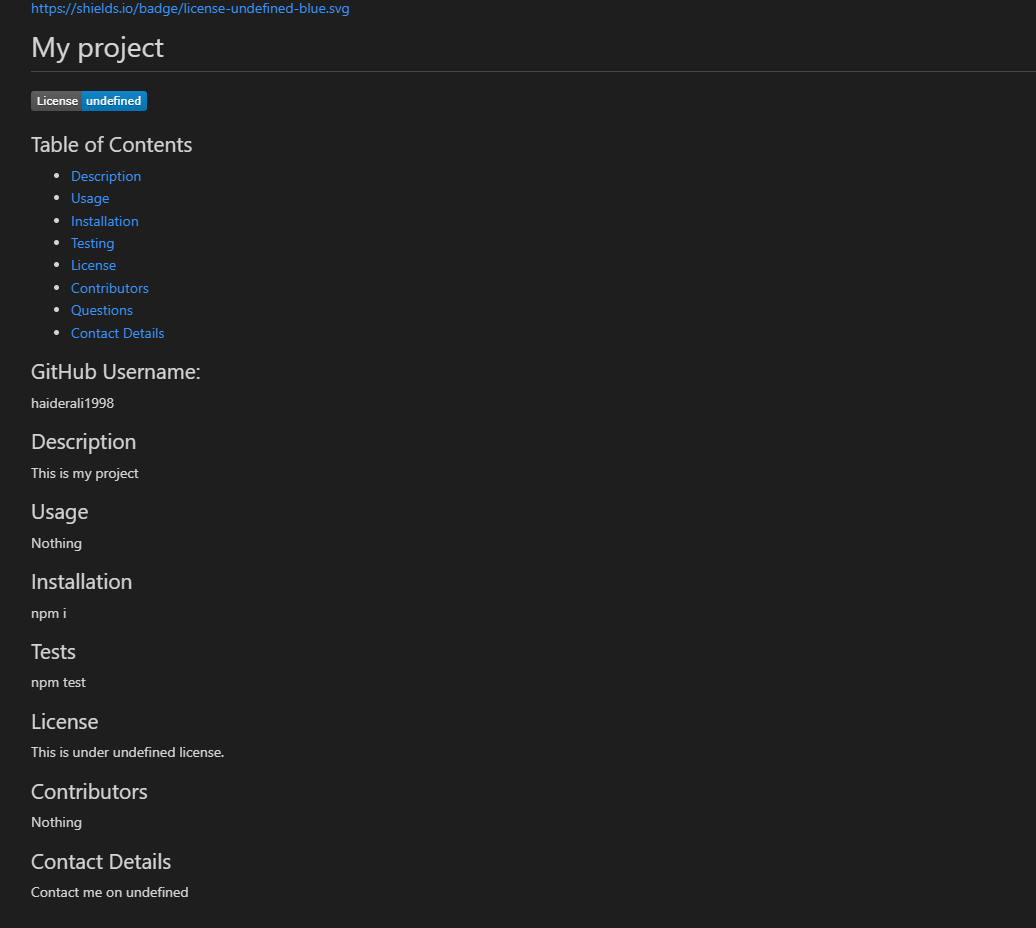 https://shields.io/badge/license-undefined-blue.svg
My project
License undefined
Table of Contents
Description
Usage
Installation
Testing
License
Contributors
Questions
Contact Details
GitHub Username:
haiderali1998
Description
This is my project
Usage
Nothing
Installation
npm i
Tests
npm test
License
This is under undefined license.
Contributors
Nothing
Contact Details
Contact me on undefined